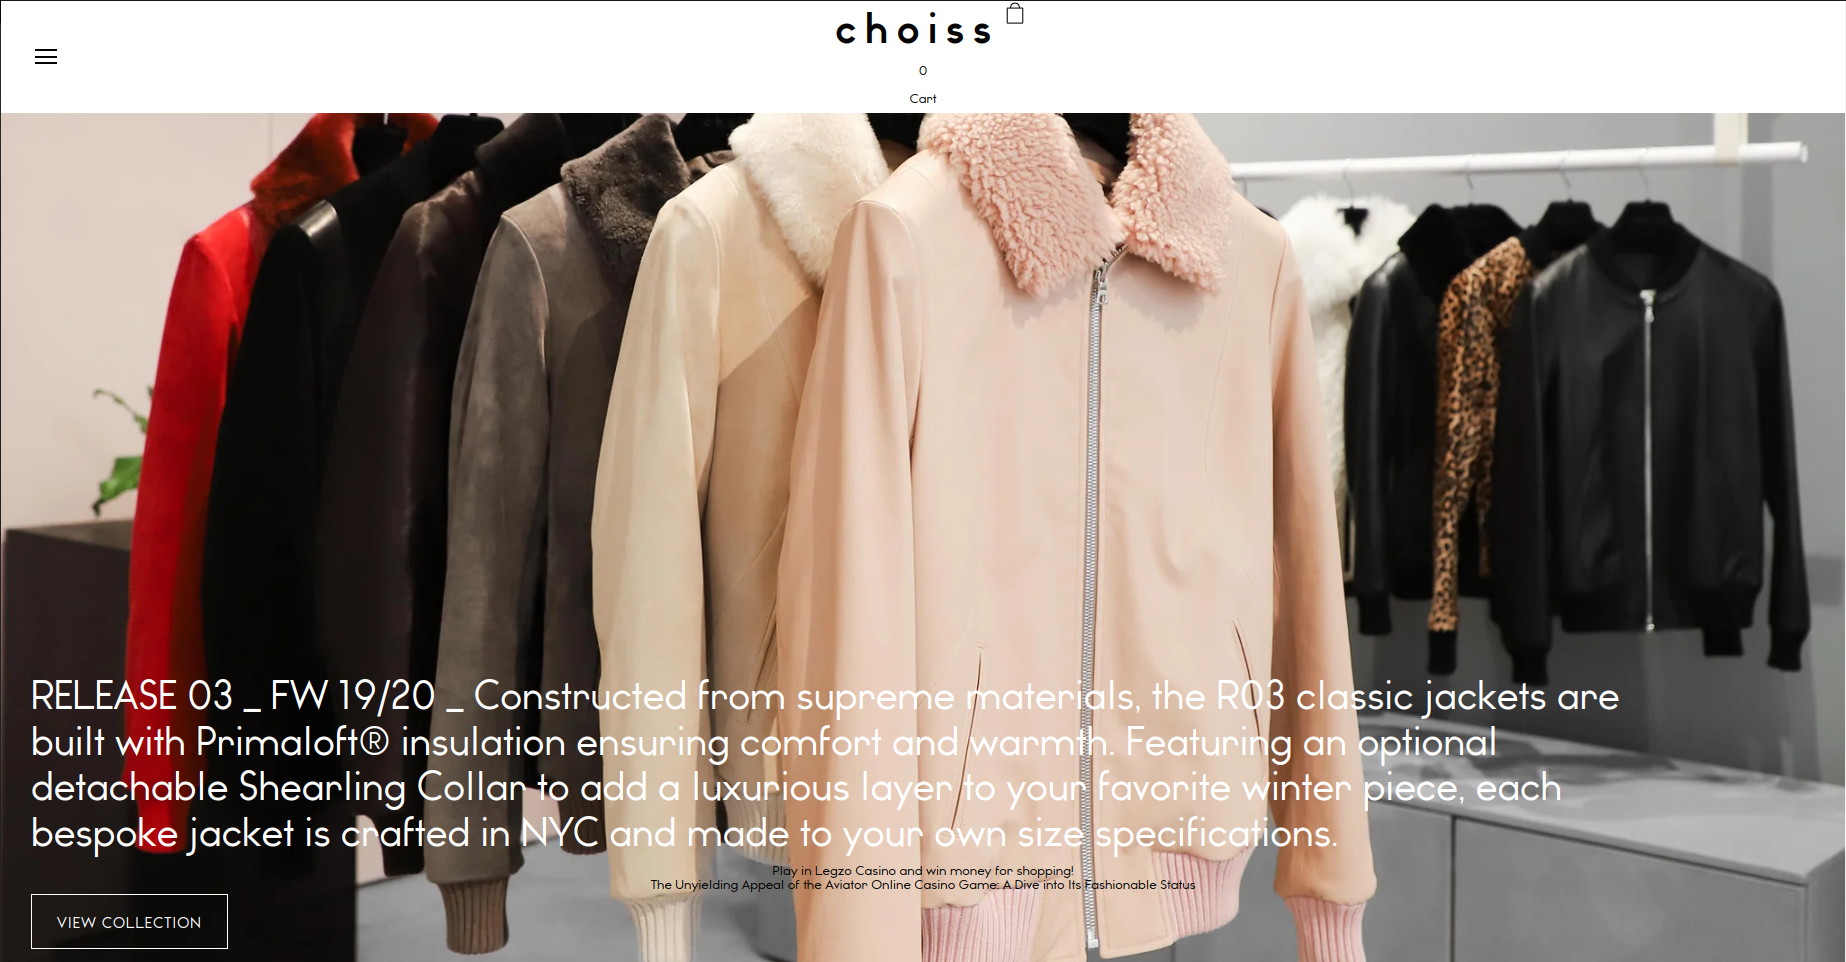 choiss
0
Cart
RELEASE 03 _ FW 19/20 _ Constructed from supreme materials, the R03 classic jackets are
built with Primaloft® insulation ensuring comfort and warmth. Featuring an optional
detachable Shearling Collar to add a luxurious layer to your favorite winter piece, each
bespoke jacket is crafted in NYC and made to your own size specifications.
Play in Legzo Casino and win money for shopping!
The Unyielding Appeal of the Aviator Online Casino Game: A Dive into Its Fashionable Status
VIEW COLLECTION